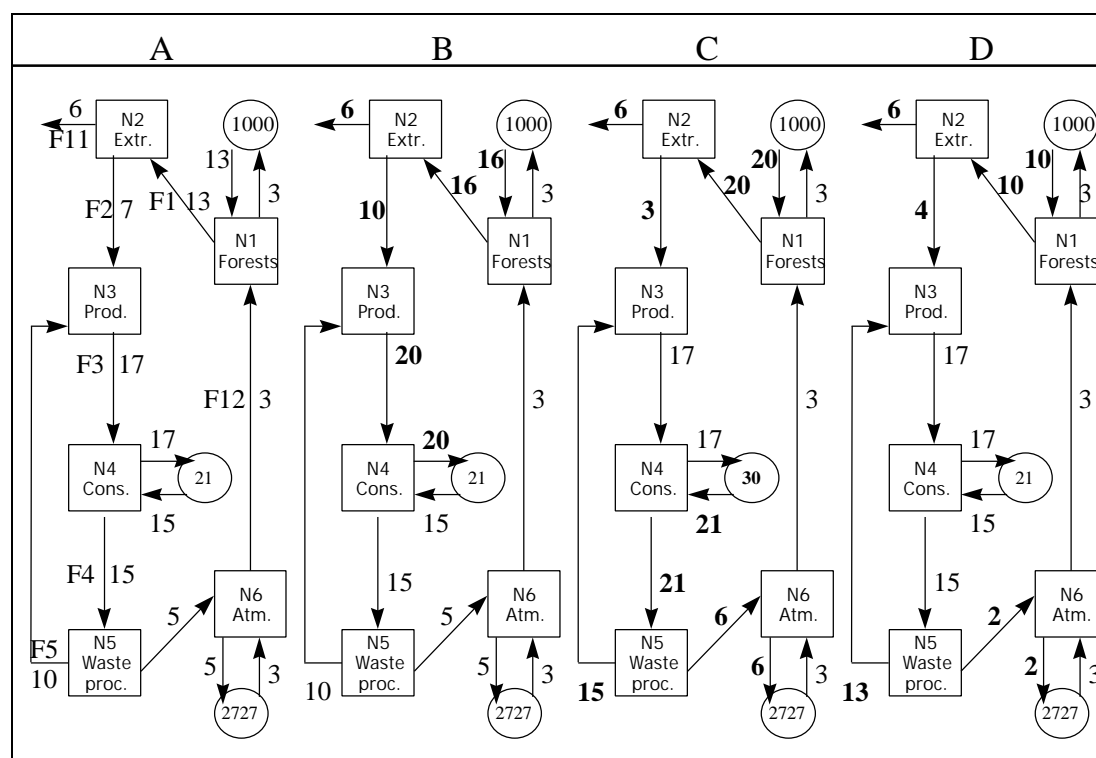 A B C D
6
F11
N2
Extr.
1000
13
3
F2
7
F1
13
N1
Forests
N3
Prod.
F3
17
F12
3
N4
Cons.
17
21
15
F4
15
N6
Atm.
5
F5
10
N5
Waste
proc.
5
3
2727
6
N2
Extr.
1000
16
3
16
10
N1
Forests
N3
Prod.
20
3
N4
Cons.
20
21
15
15
N6
Atm.
5
10
N5
Waste
proc.
5
3
2727
6
N2
Extr.
1000
20
3
20
3
N1
Forests
N3
Prod.
17
3
N4
Cons.
17
30
21
21
N6
Atm.
6
15
N5
Waste
proc.
6
3
2727
6
N2
Extr.
1000
10
3
10
4
N1
Forests
N3
Prod.
17
3
N4
Cons.
17
21
15
15
N6
Atm.
2
13
N5
Waste
proc.
2
3
2727